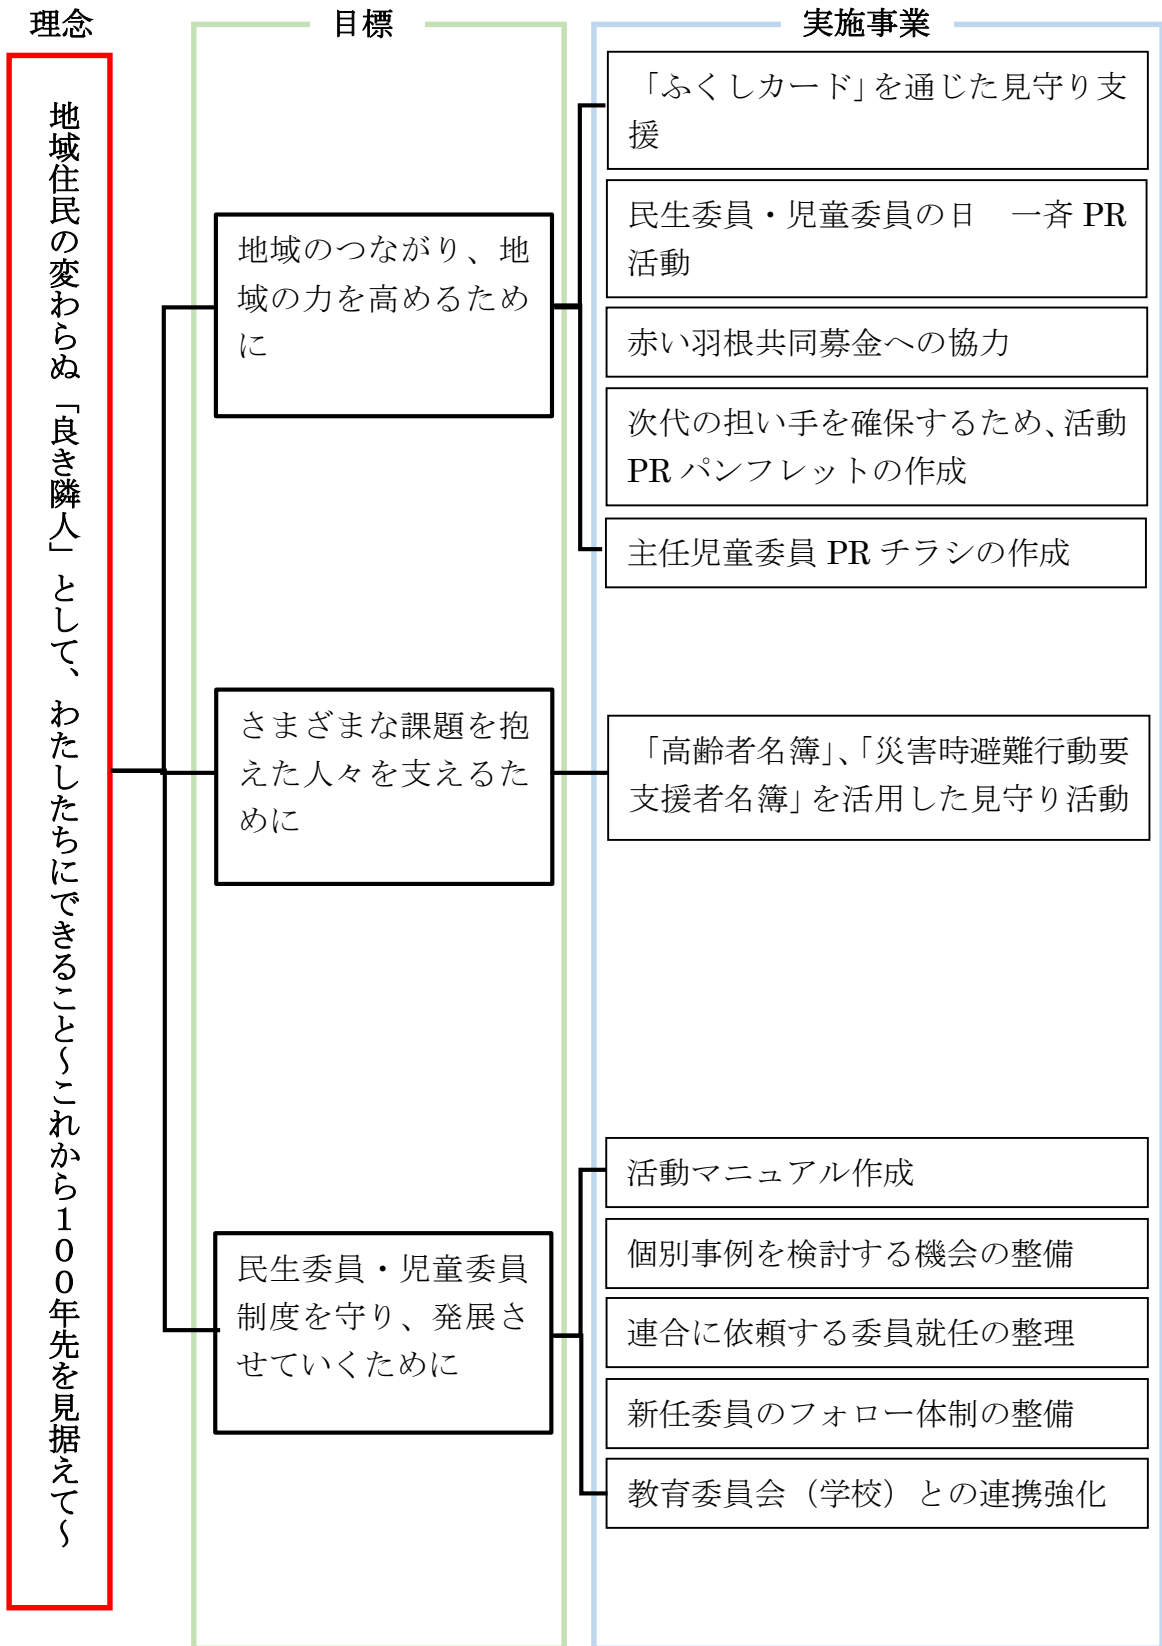 理念
目標
実施事業
地域住民の変わらぬ「良き隣人」として、わたしたちにできること～これから１００年先を見据えて～
地域のつながり、地
域の力を高めるため
に
「ふくしカード」を通じた見守り支
援
民生委員・児童委員の日　一斉 PR
活動
赤い羽根共同募金への協力
次代の担い手を確保するため、活動
PR パンフレットの作成
主任児童委員 PR チラシの作成
さまざまな課題を抱
えた人々を支えるた
めに
「高齢者名簿」、「災害時避難行動要
支援者名簿」を活用した見守り活動
民生委員・児童委員
制度を守り、発展さ
せていくために
活動マニュアル作成
個別事例を検討する機会の整備
連合に依頼する委員就任の整理
新任委員のフォロー体制の整備
教育委員会（学校）との連携強化